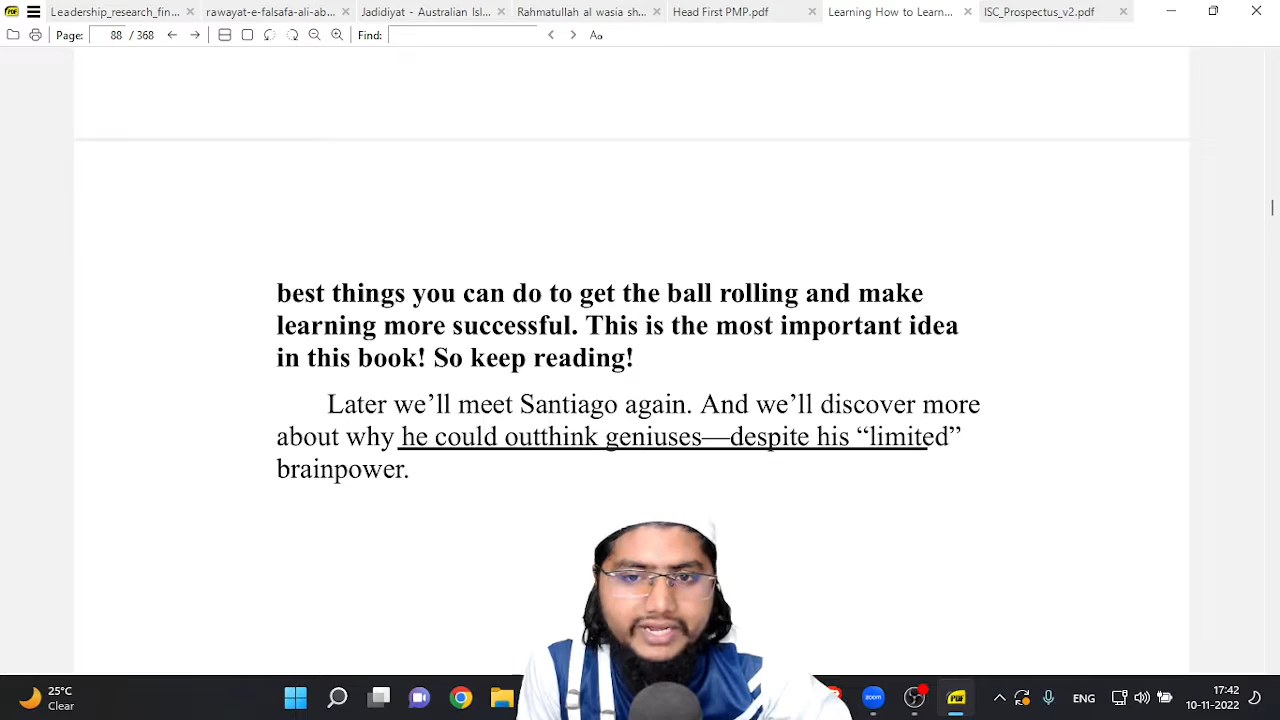 Leadership_research_fin...
rawayat-e-falsafa-i-ab...
Jadidiyat - Australian Isl...
Rahmatullah al wasia sh...
Head First PMP.pdf
Learning How to Learn...
ISC_Prospectus_v2.pdf
Page: 88 / 368
Find:
Aa
best things you can do to get the ball rolling and make
learning more successful. This is the most important idea
in this book! So keep reading!
Later we’ll meet Santiago again. And we’ll discover more
about why he could outthink geniuses—despite his “limited”
brainpower.
25°C
Clear
zoom
PDF
ENG
17:42
10-11-2022